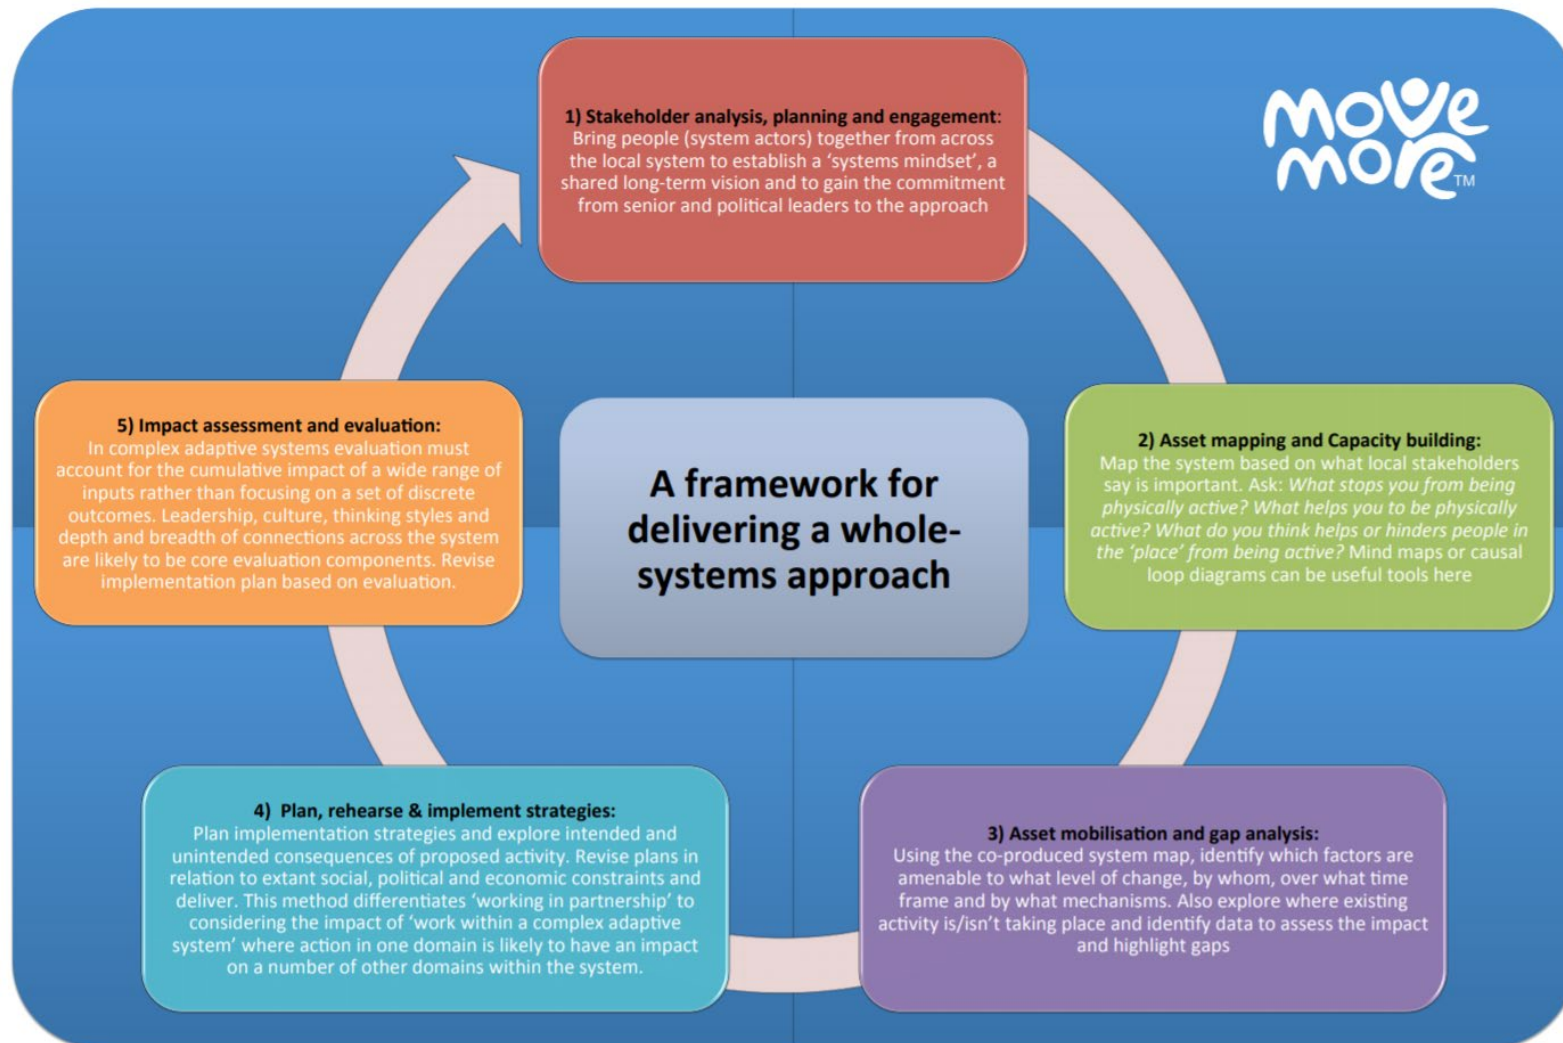 move
more™
1) Stakeholder analysis, planning and engagement:
Bring people (system actors) together from across
the local system to establish a ‘systems mindset’, a
shared long-term vision and to gain the commitment
from senior and political leaders to the approach
2) Asset mapping and Capacity building:
Map the system based on what local stakeholders
say is important. Ask: What stops you from being
physically active? What helps you to be physically
active? What do you think helps or hinders people in
the ‘place’ from being active? Mind maps or causal
loop diagrams can be useful tools here
3) Asset mobilisation and gap analysis:
Using the co-produced system map, identify which factors are
amenable to what level of change, by whom, over what time
frame and by what mechanisms. Also explore where existing
activity is/isn’t taking place and identify data to assess the impact
and highlight gaps
4) Plan, rehearse & implement strategies:
Plan implementation strategies and explore intended and
unintended consequences of proposed activity. Revise plans in
relation to extant social, political and economic constraints and
deliver. This method differentiates ‘working in partnership’ to
considering the impact of ‘work within a complex adaptive
system’ where action in one domain is likely to have an impact
on a number of other domains within the system.
5) Impact assessment and evaluation:
In complex adaptive systems evaluation must
account for the cumulative impact of a wide range of
inputs rather than focusing on a set of discrete
outcomes. Leadership, culture, thinking styles and
depth and breadth of connections across the system
are likely to be core evaluation components. Revise
implementation plan based on evaluation.
A framework for
delivering a whole-
systems approach